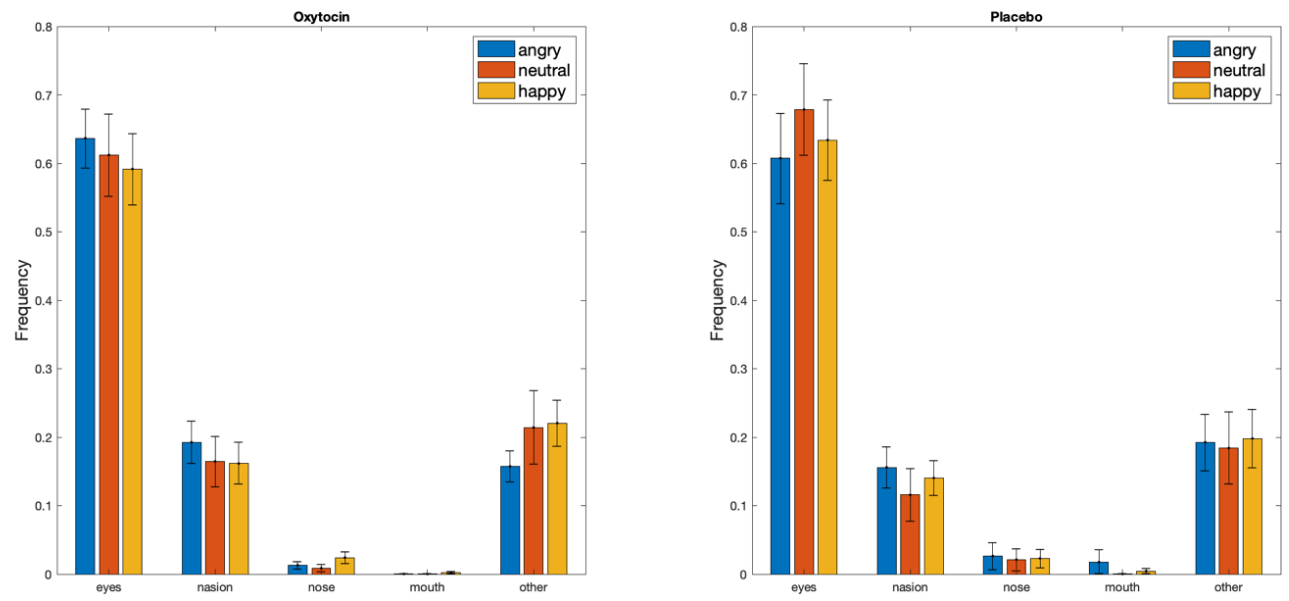 Oxytocin
0.8
0.7
0.6
0.5
0.4
0.3
0.2
0.1
0
Frequency
eyes nasion nose mouth other
angry
neutral
happy
Placebo
0.8
0.7
0.6
0.5
0.4
0.3
0.2
0.1
0
Frequency
eyes nasion nose mouth other
angry
neutral
happy